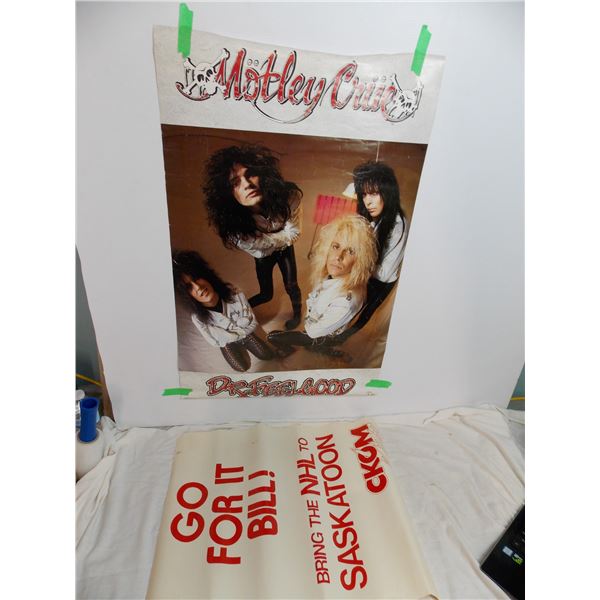 Mötley Crüe
DR. FEELGOOD
GO
FOR IT
BILL!
BRING THE NHL TO
SASKATOON
CKOM